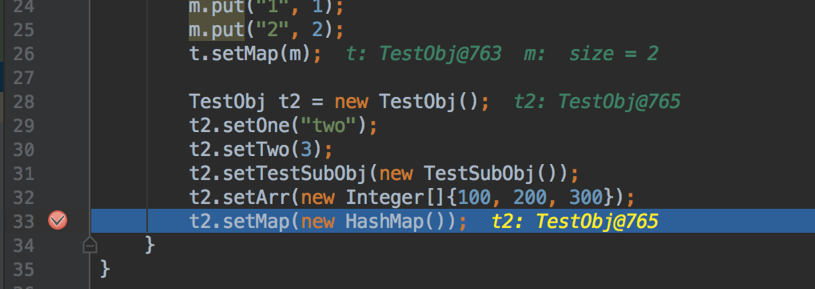 24 m.put("1", 1);
25 m.put("2", 2);
26 t.setMap(m); t: TestObj@763 m: size = 2
27
28 TestObj t2 = new TestObj(); t2: TestObj@765
29 t2.setOne("two");
30 t2.setTwo(3);
31 t2.setTestSubObj(new TestSubObj());
32 t2.setArr(new Integer[]{100, 200, 300});
33 t2.setMap(new HashMap()); t2: TestObj@765
34 }
35 }